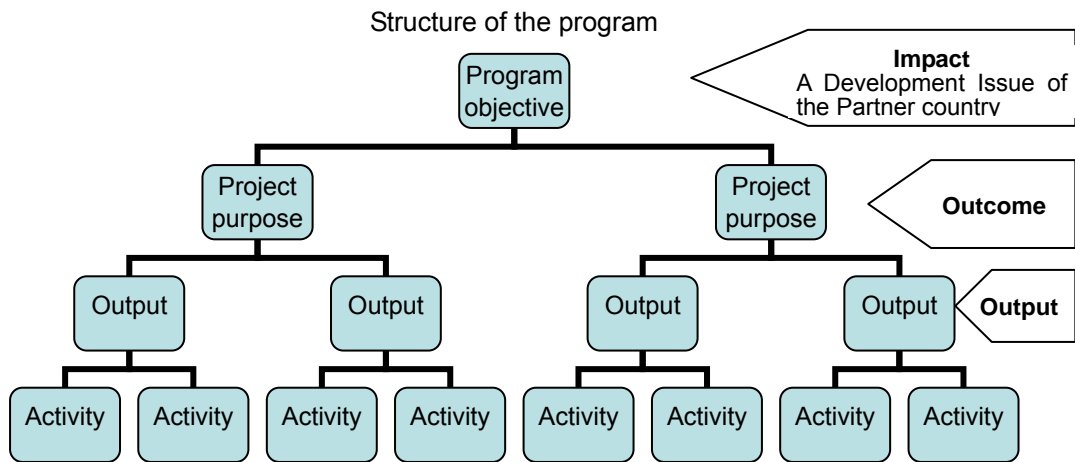 Structure of the program
Program
objective
Impact
A Development Issue of
the Partner country
Project
purpose
Project
purpose
Outcome
Output
Output
Output
Output
Output
Activity
Activity
Activity
Activity
Activity
Activity
Activity
Activity